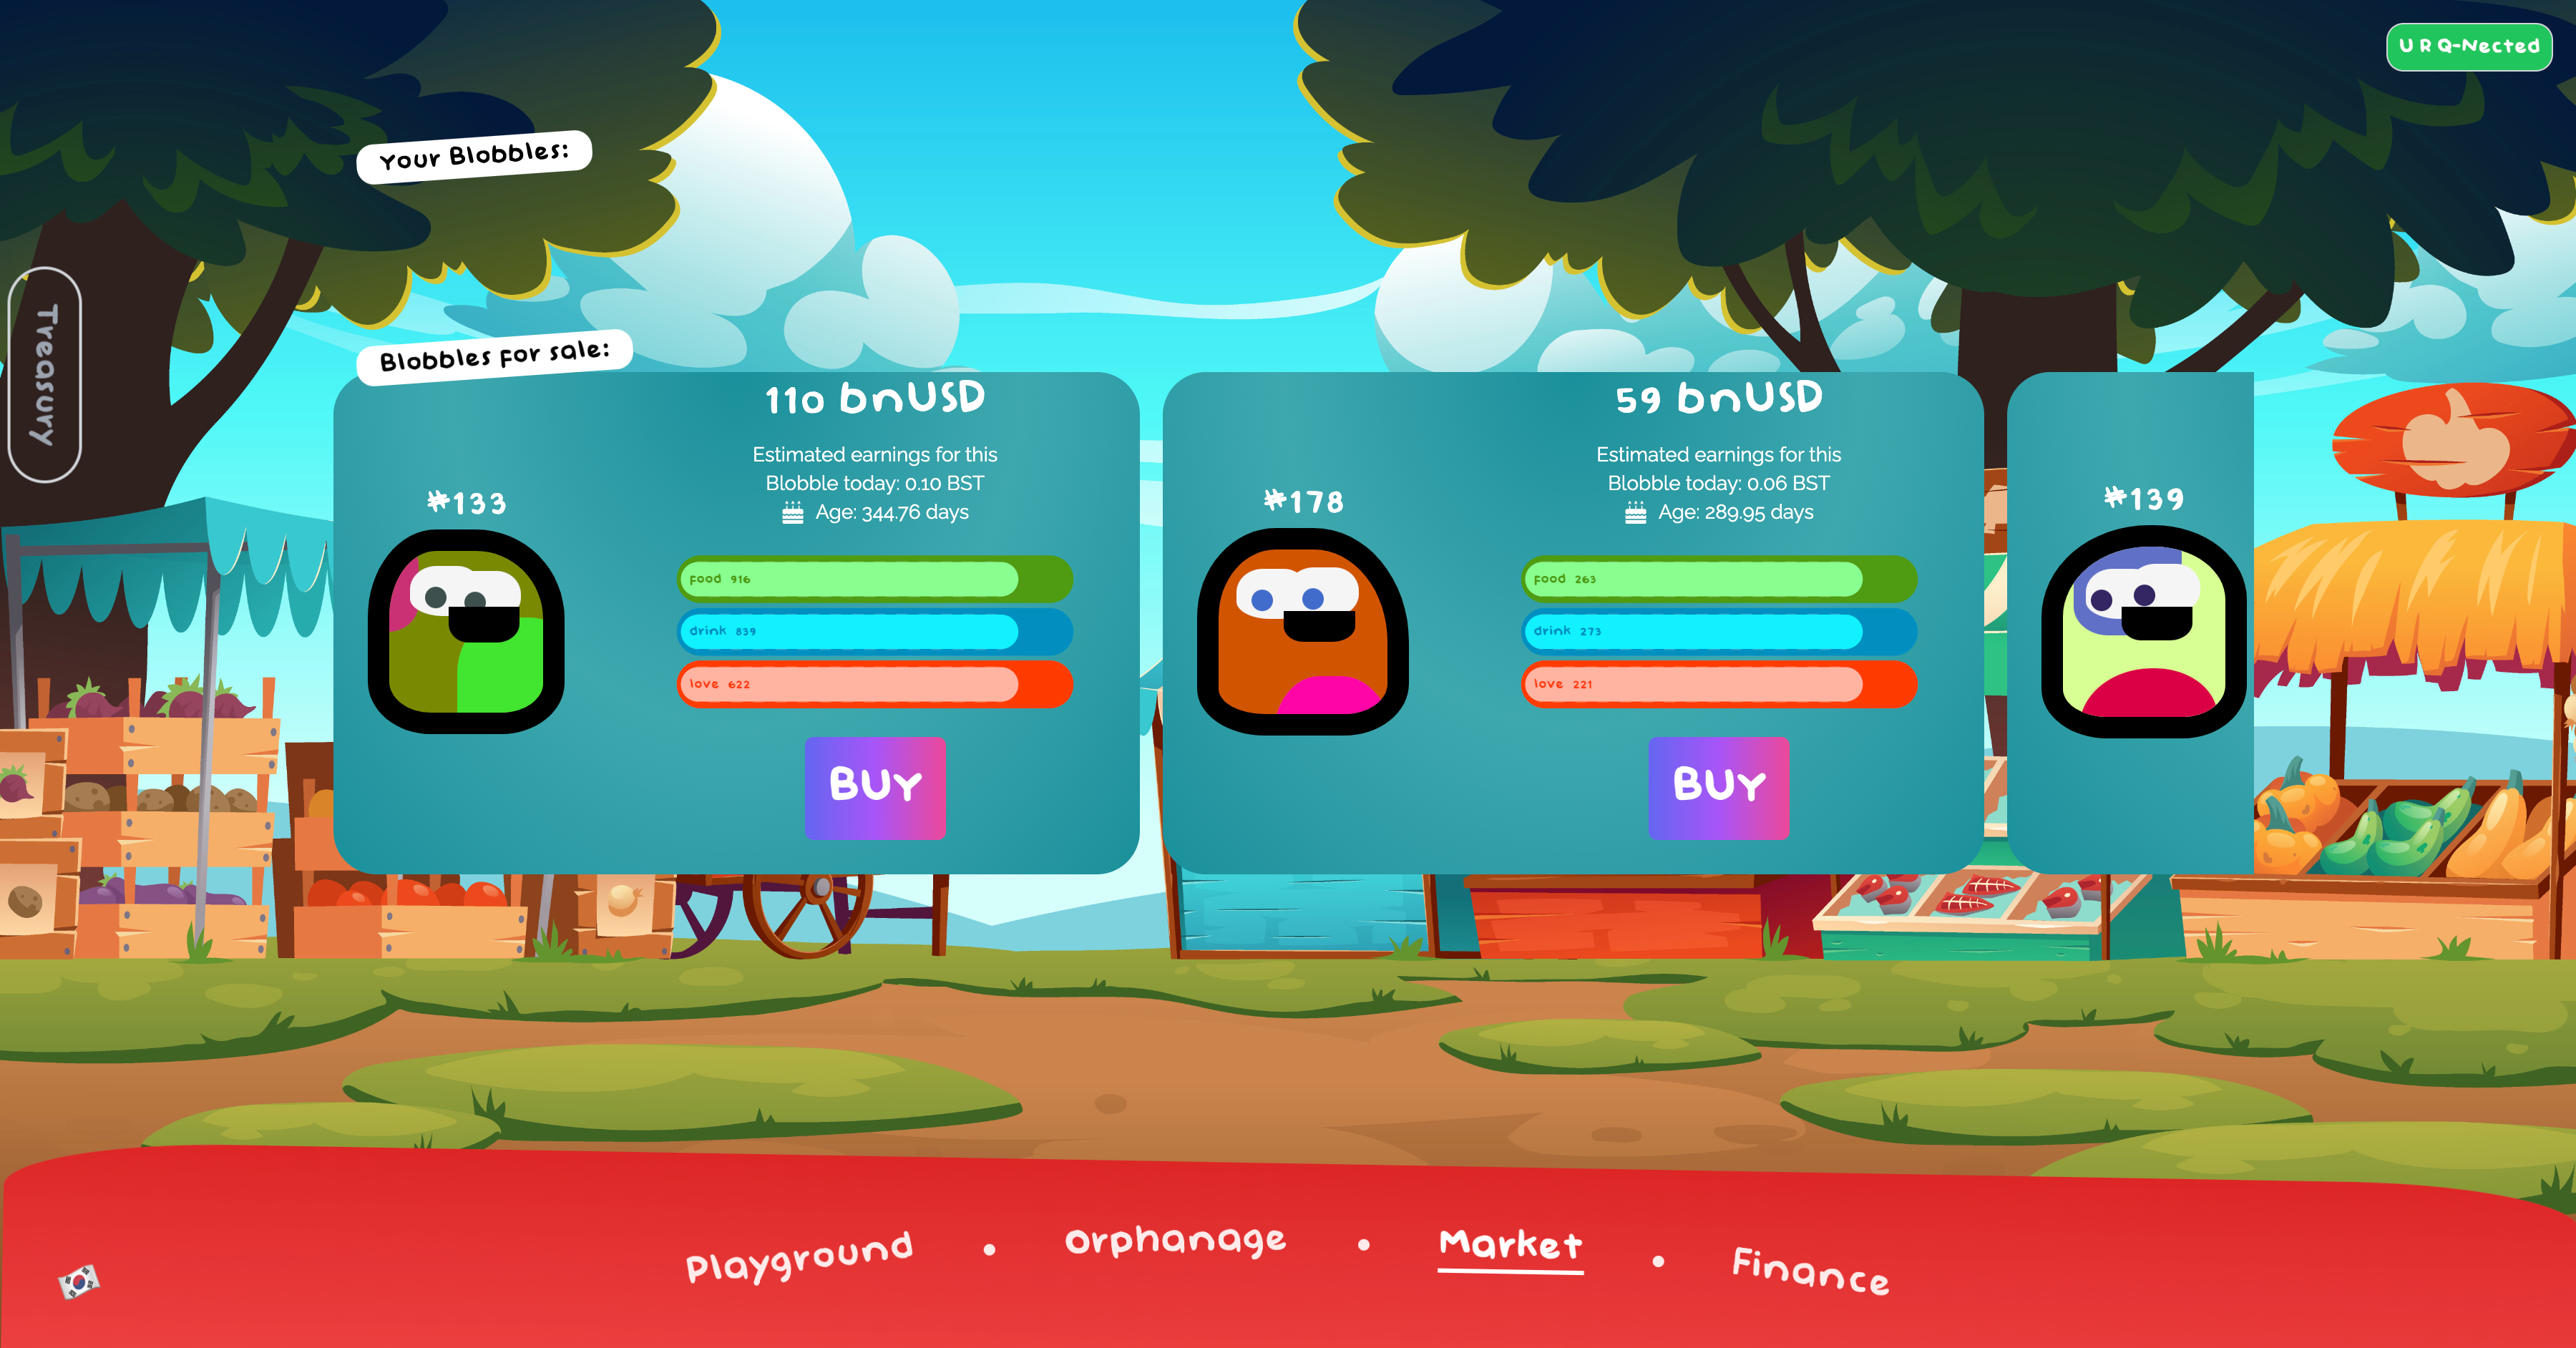 U R Q-Nected
Your Blobbles:
Treasury
Blobbles for sale:
110 bnUSD
Estimated earnings for this
Blobble today: 0.10 BST
Age: 344.76 days
#133
food 916
drink 839
love 622
BUY
59 bnUSD
Estimated earnings for this
Blobble today: 0.06 BST
Age: 289.95 days
#178
food 263
drink 273
love 221
BUY
#139
Playground • Orphanage • Market • Finance